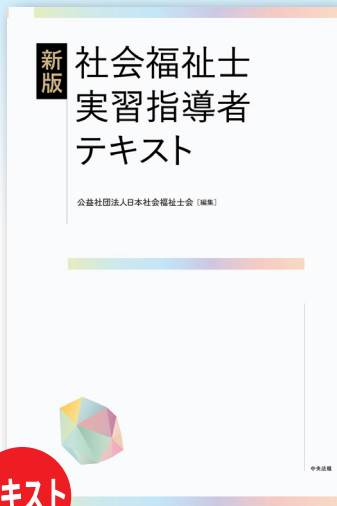 新版
社会福祉士
実習指導者
テキスト
公益社団法人日本社会福祉士会［編集］
中央法規
キスト